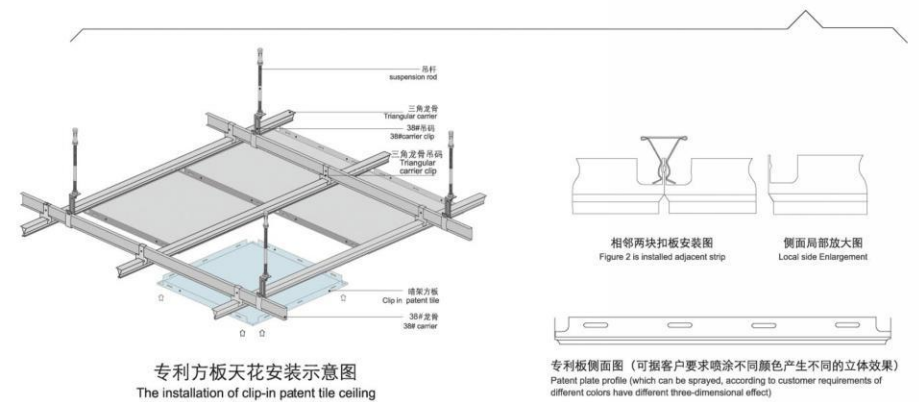 吊杆
suspension rod
三角龙骨
Triangular carrier
38#吊码
38#carrier clip
三角龙骨吊码
Triangular
carrier clip
暗架方板
Clip in patent tile
38#龙骨
38# carrier
专利方板天花安装示意图
The installation of clip-in patent tile ceiling
相邻两块扣板安装图
Figure 2 is installed adjacent strip
侧面局部放大图
Local side Enlargement
专利板侧面图（可据客户要求喷涂不同颜色产生不同的立体效果）
Patent plate profile (which can be sprayed, according to customer requirements of
different colors have different three-dimensional effect)